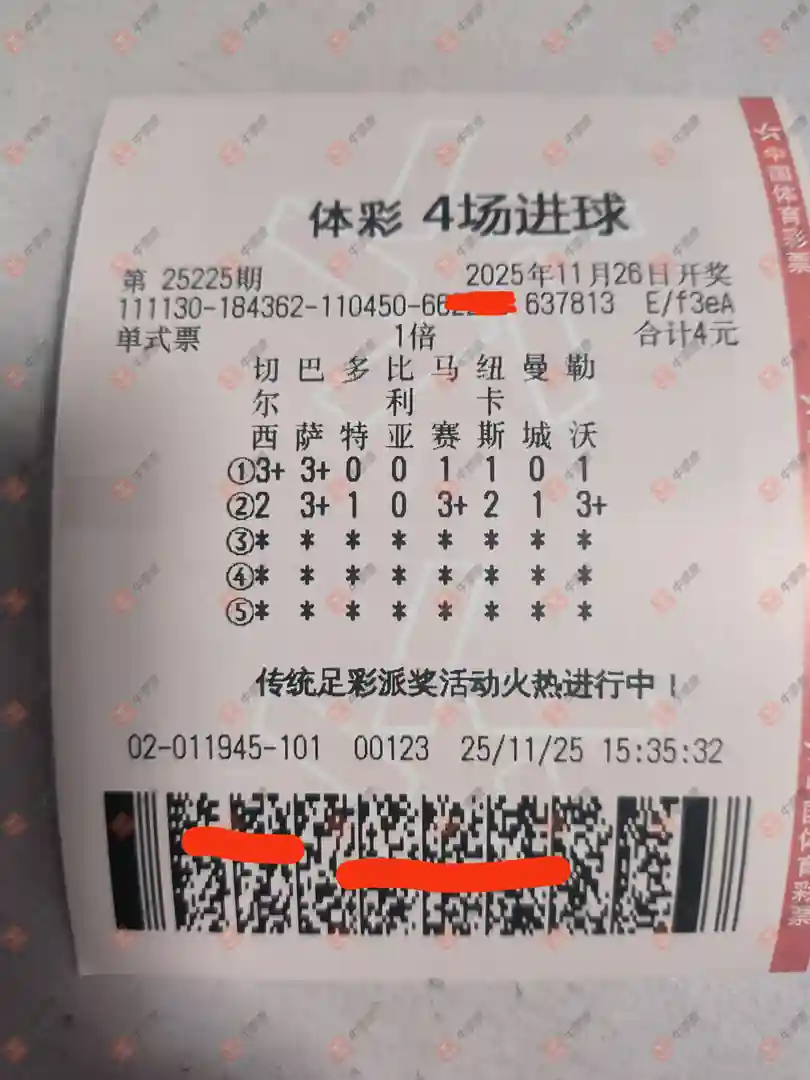 体彩 4场进球
第 25225期 2025年11月26日开奖
111130-184362-110450-66 637813 E/f3eA
单式票 1倍 合计4元
切 巴 多 比 马 纽 曼 勒
尔 利 卡
西 萨 特 亚 赛 斯 城 沃
①3+ 3+ 0 0 1 1 0 1
②2 3+ 1 0 3+ 2 1 3+
③* * * * * * * *
④* * * * * * * *
⑤* * * * * * * *
传统足彩派奖活动火热进行中！
02-011945-101 00123 25/11/25 15:35:32
中国体育彩票
国体育彩票